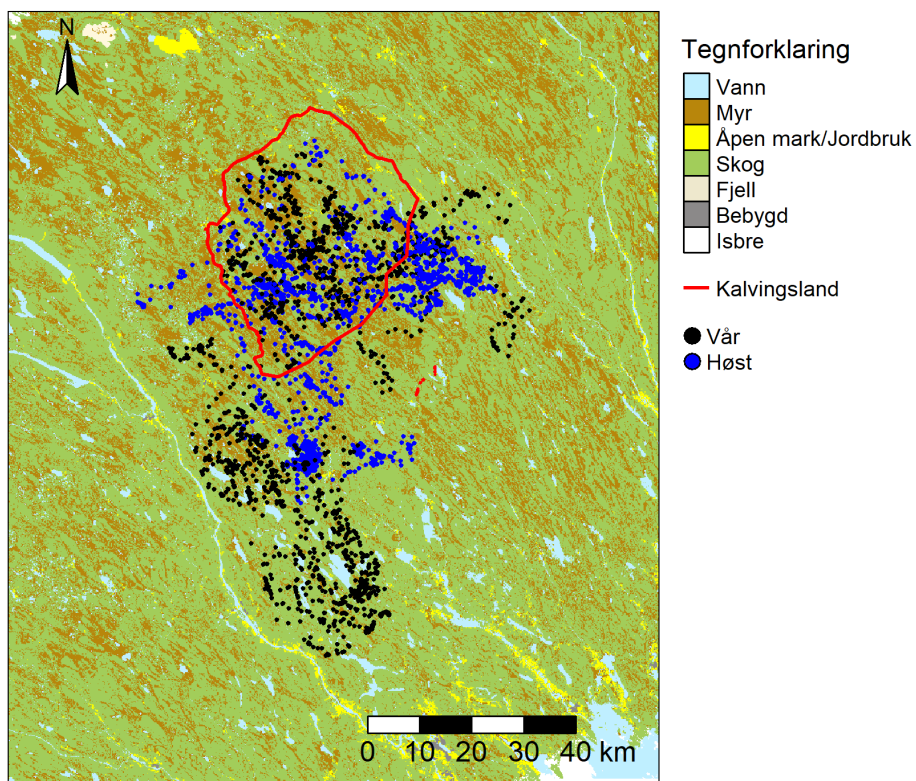 N
Tegnforklaring
Vann
Myr
Åpen mark/Jordbruk
Skog
Fjell
Bebygd
Isbre
Kalvingsland
Vår
Høst
0 10 20 30 40 km